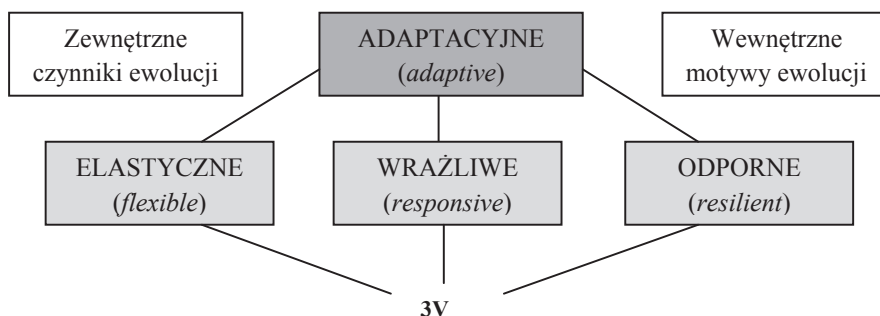 Zewnętrzne
czynniki ewolucji
ADAPTACYJNE
(adaptive)
Wewnętrzne
motywy ewolucji
ELASTYCZNE
(flexible)
WRAŻLIWE
(responsive)
ODPORNE
(resilient)
3V